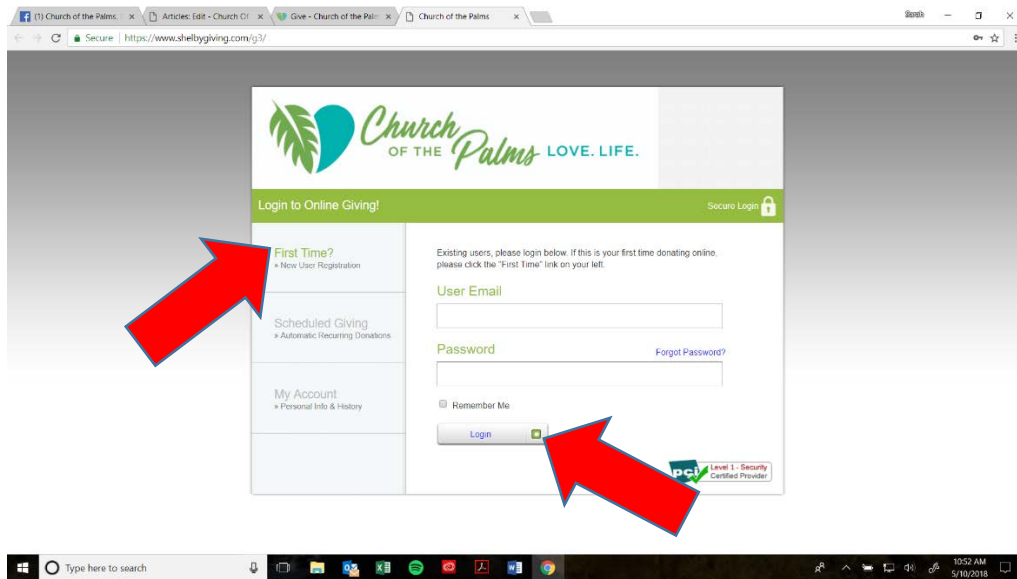 (1) Church of the Palms,
Articles: Edit - Church Of
Give - Church of the Palm
Church of the Palms
Sarah
Secure | https://www.shelbygiving.com/g3/
Church
OF THE Palms LOVE. LIFE.
Login to Online Giving!
Secure Login
First Time?
» New User Registration
Existing users, please login below. If this is your first time donating online,
please click the "First Time" link on your left.
User Email
Scheduled Giving
» Automatic Recurring Donations
Password
Forgot Password?
My Account
» Personal Info & History
Remember Me
Login
pci Level 1 - Security
Certified Provider
Type here to search
10:52 AM
5/10/2018